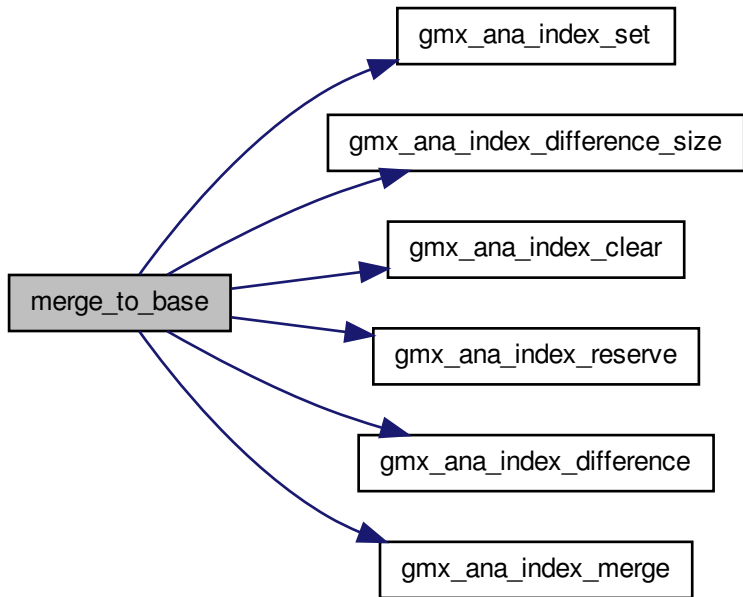 gmx_ana_index_set
gmx_ana_index_difference_size
gmx_ana_index_clear
merge_to_base
gmx_ana_index_reserve
gmx_ana_index_difference
gmx_ana_index_merge